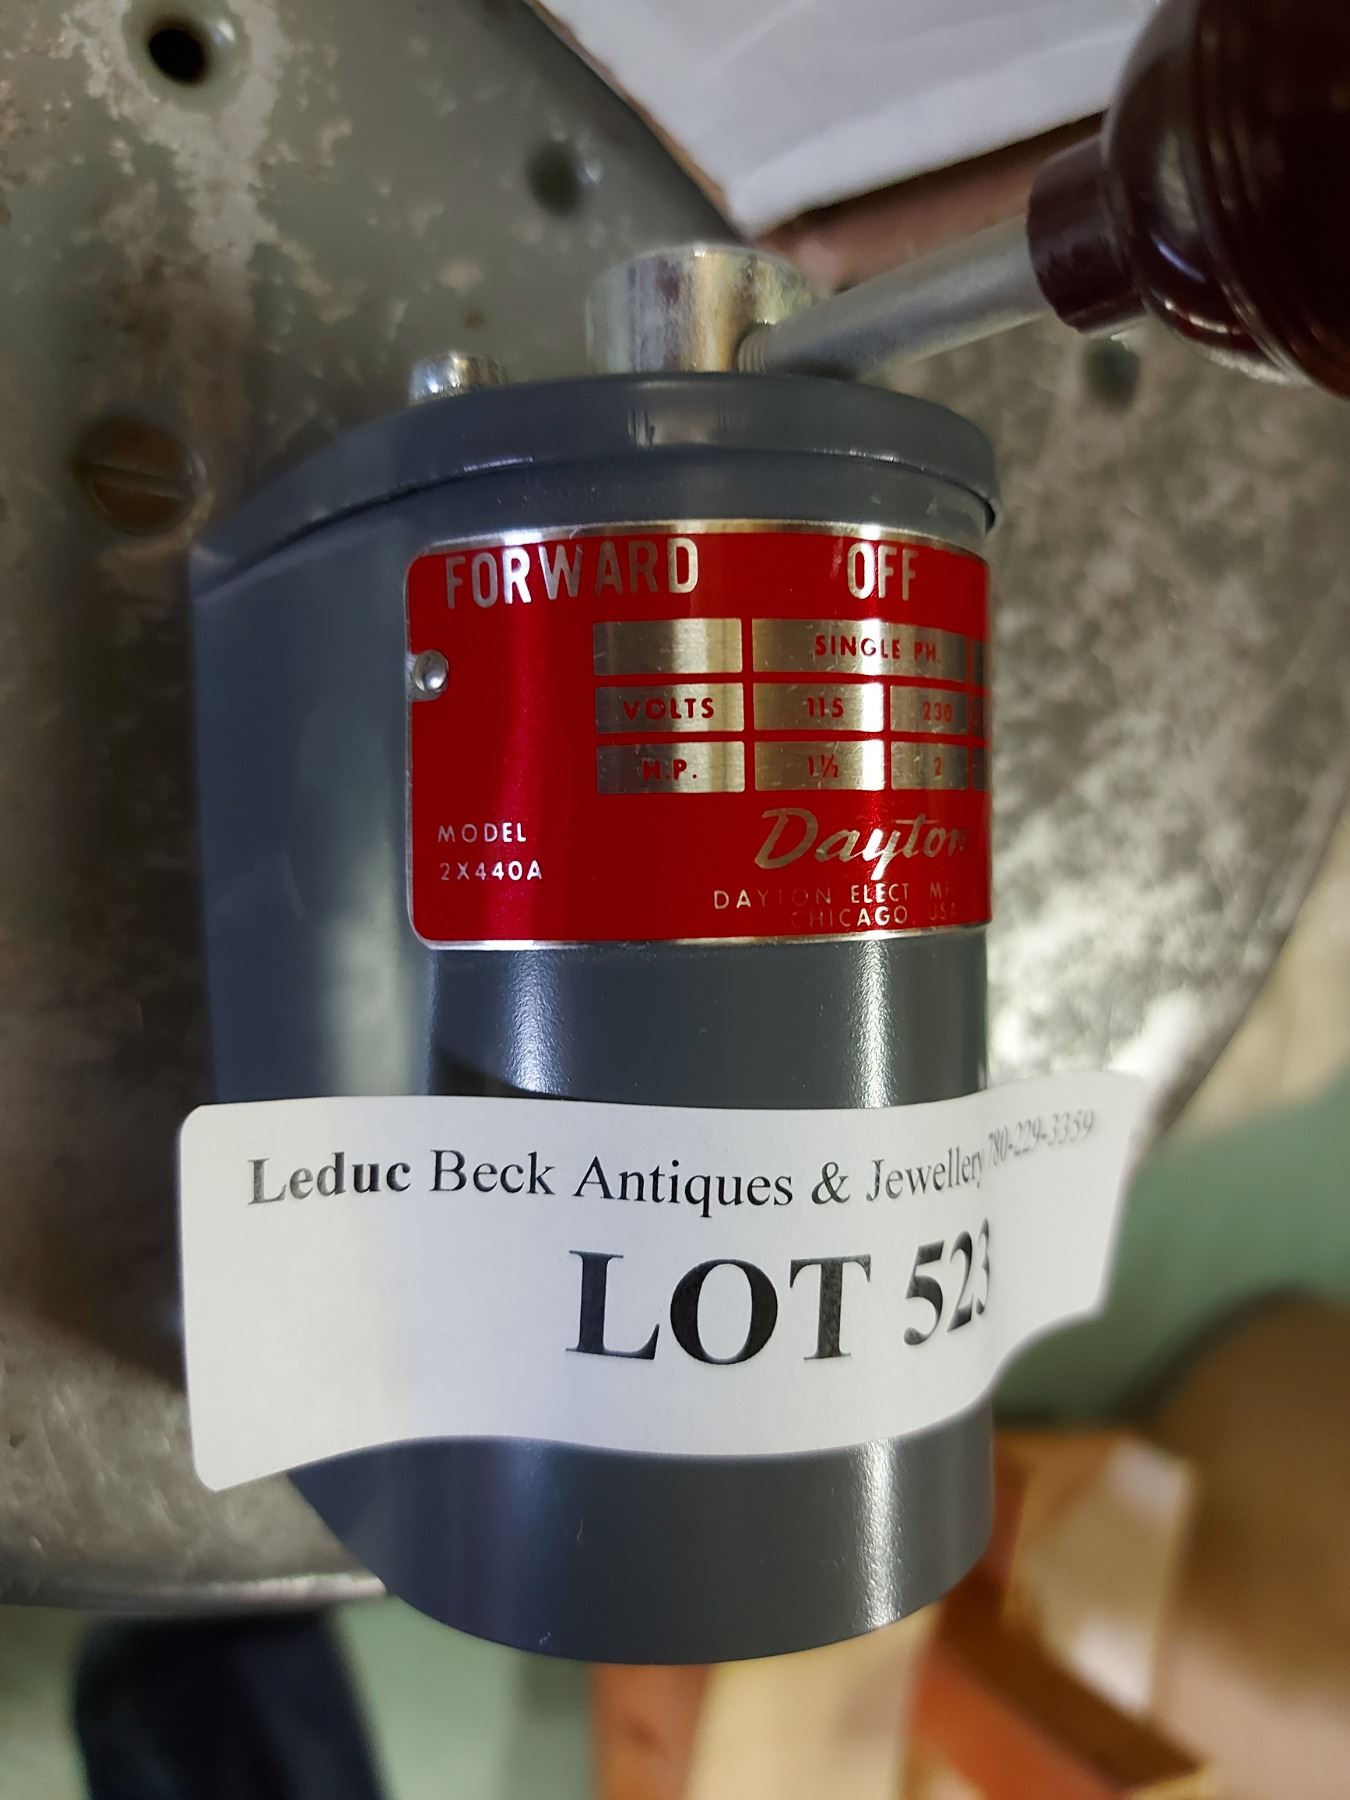 FORWARD OFF
SINGLE PH.
VOLTS 115 230
H.P. 1½ 2
MODEL
2X440A
Dayton
DAYTON ELECT
CHICAGO, USA
Leduc Beck Antiques & Jewellery 780-229-3359
LOT 523